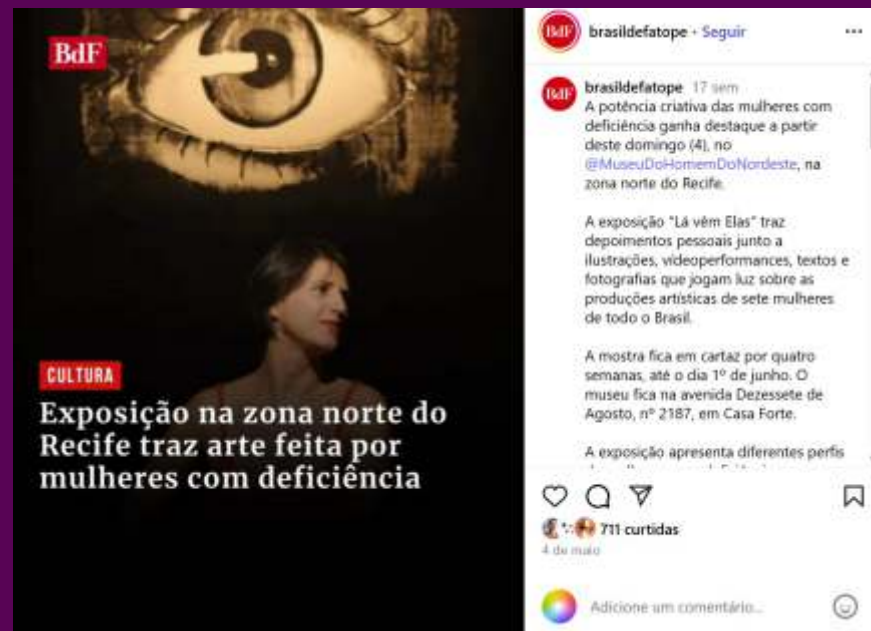 BdF
CULTURA
Exposição na zona norte do
Recife traz arte feita por
mulheres com deficiência
BdF
brasildefatope • Seguir
BdF
brasildefatope 17 sem
A potência criativa das mulheres com
deficiência ganha destaque a partir
deste domingo (4), no
@MuseuDoHomemDoNordeste, na
zona norte do Recife.
A exposição "Lá vêm Elas" traz
depoimentos pessoais junto a
ilustrações, vídeoperformances, textos e
fotografias que jogam luz sobre as
produções artísticas de sete mulheres
de todo o Brasil.
A mostra fica em cartaz por quatro
semanas, até o dia 1º de junho. O
museu fica na avenida Dezessete de
Agosto, nº 2187, em Casa Forte.
A exposição apresenta diferentes perfis
711 curtidas
4 de maio
Adicione um comentário...